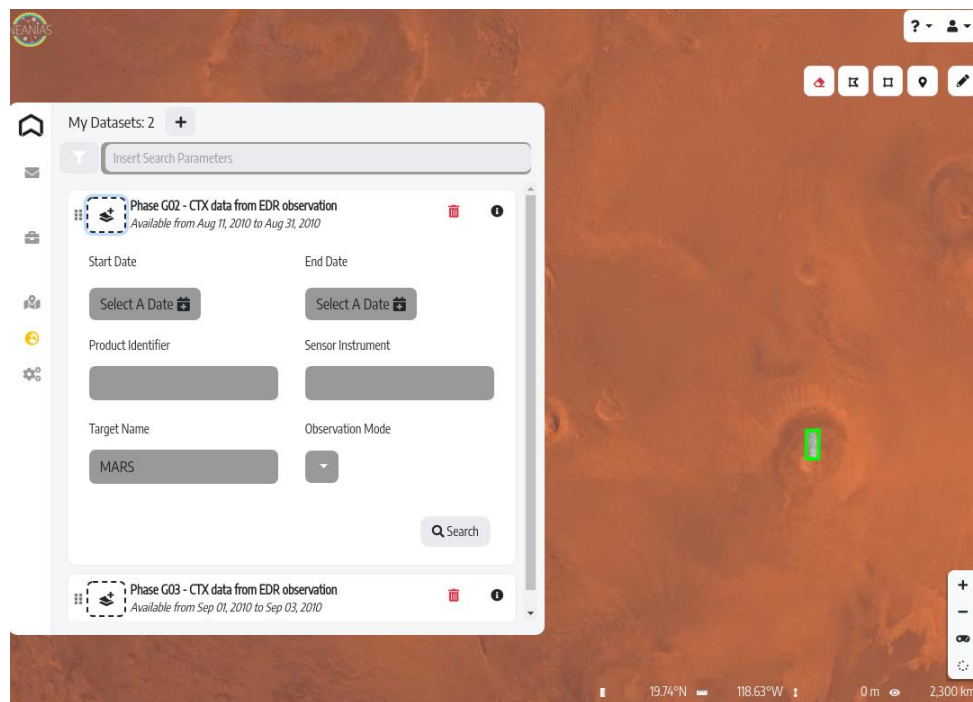 NEANIAS
?
My Datasets: 2 +
Insert Search Parameters
Phase G02 - CTX data from EDR observation
Available from Aug 11, 2010 to Aug 31, 2010
Start Date End Date
Select A Date Select A Date
Product Identifier Sensor Instrument
Target Name Observation Mode
MARS
Search
Phase G03 - CTX data from EDR observation
Available from Sep 01, 2010 to Sep 03, 2010
19.74°N 118.63°W 0 m 2,300 km